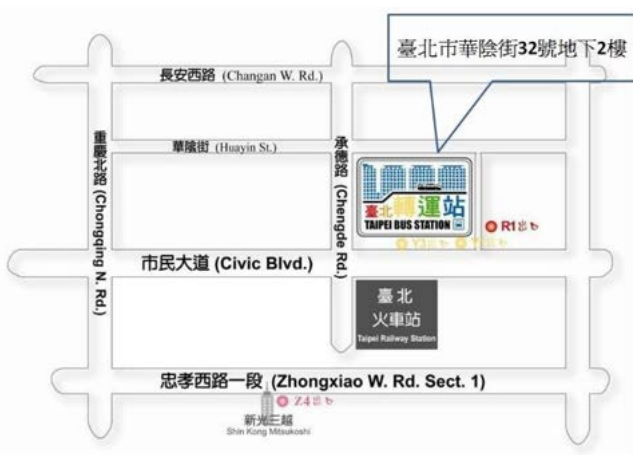 臺北市華陰街32號地下2樓
長安西路 (Changan W. Rd.)
華陰街 (Huayin St.)
重慶北路 (Chongqing N. Rd.)
承德路 (Chengde Rd.)
臺北轉運站
TAIPEI BUS STATION
R1出口
市民大道 (Civic Blvd.)
臺北
火車站
Taipei Railway Station
忠孝西路一段 (Zhongxiao W. Rd. Sect. 1)
Z4出口
新光三越
Shin Kong Mitsukoshi